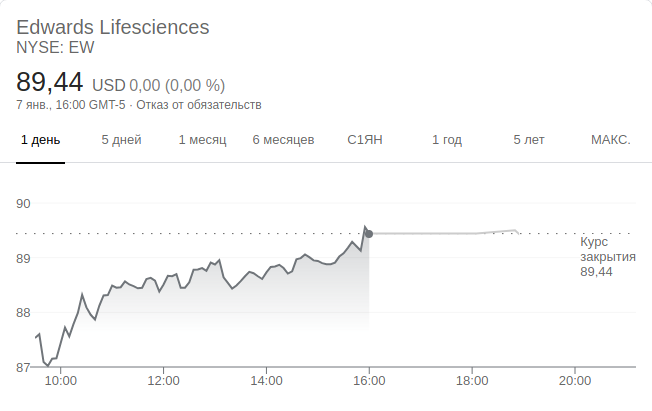 Edwards Lifesciences
NYSE: EW
89,44 USD 0,00 (0,00 %)
7 янв., 16:00 GMT-5 · Отказ от обязательств
1 день 5 дней 1 месяц 6 месяцев С1ЯН 1 год 5 лет МАКС.
90
89
88
87
Курс
закрытия
89,44
10:00 12:00 14:00 16:00 18:00 20:00